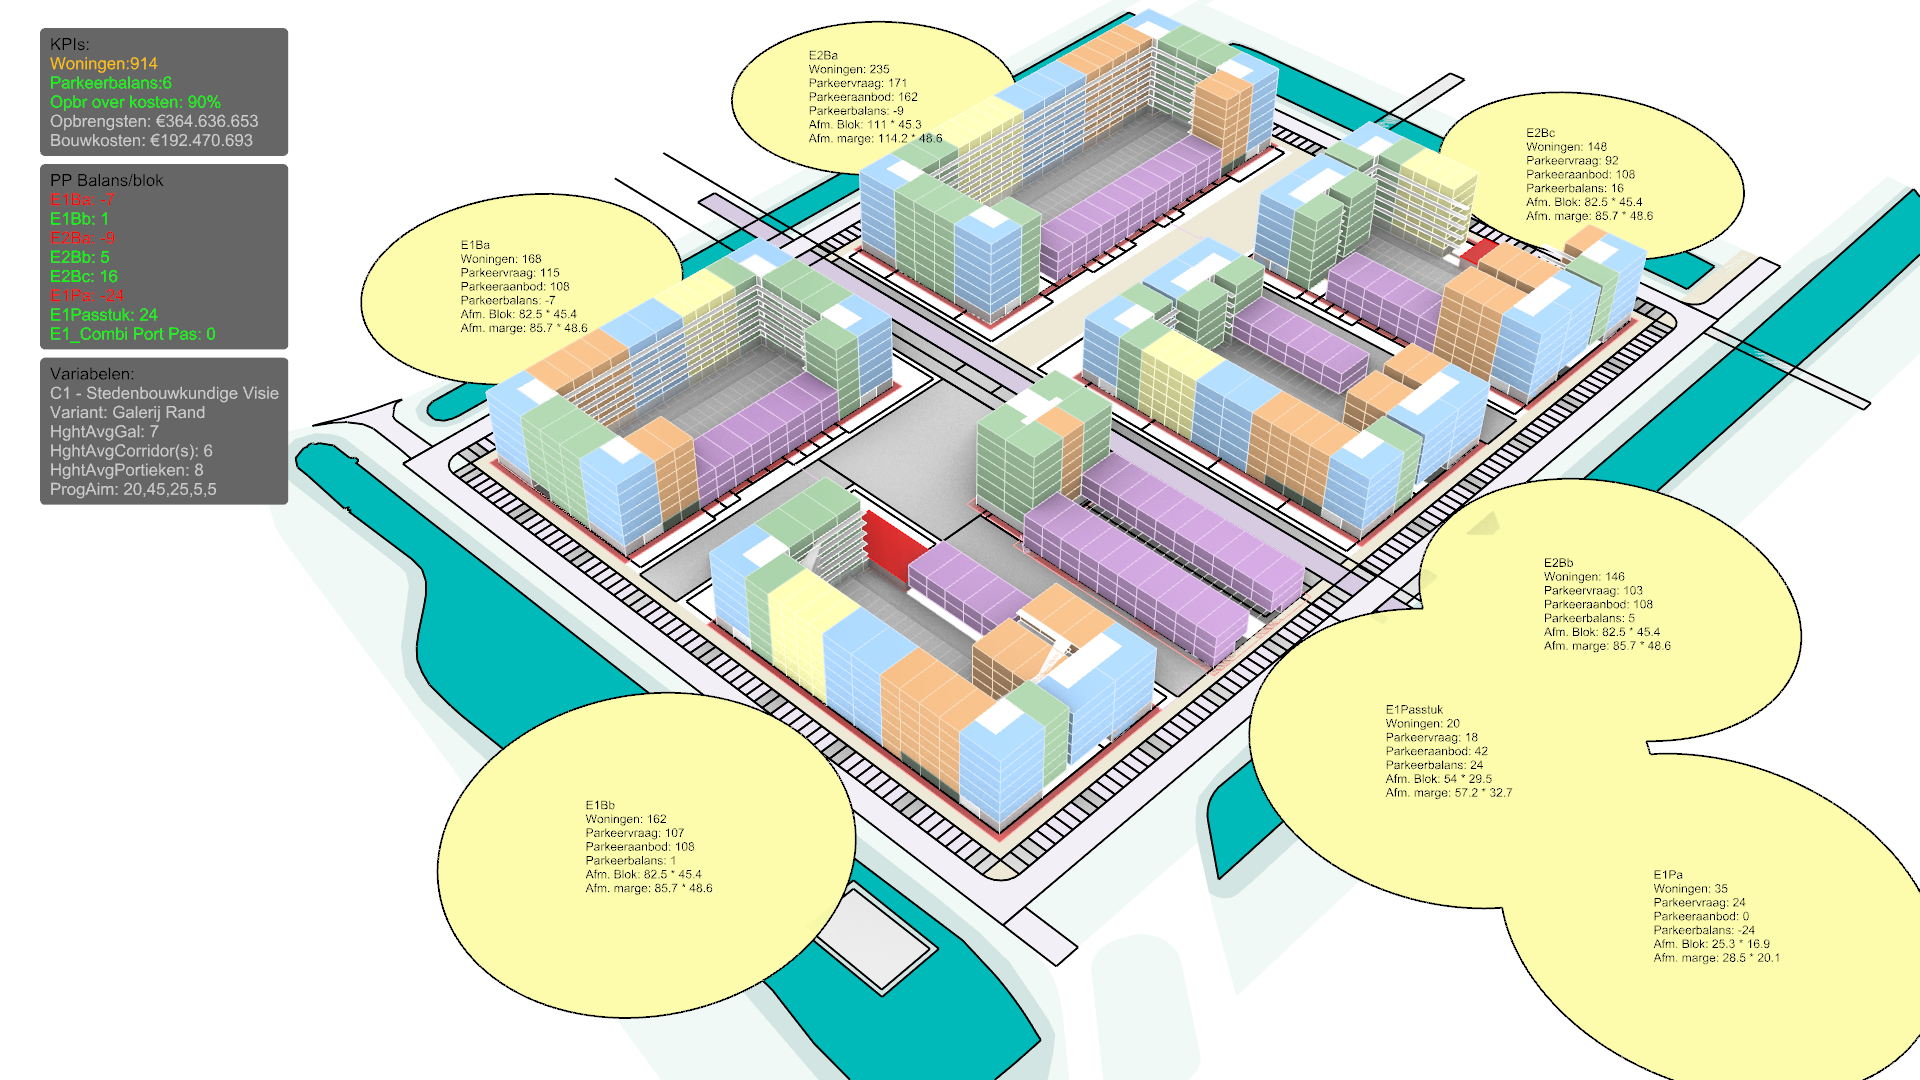 KPIs:
Woningen:914
Parkeerbalans:6
Opbr over kosten: 90%
Opbrengsten: €364.636.653
Bouwkosten: €192.470.693
PP Balans/blok
E1Ba: -7
E1Bb: 1
E2Ba: -9
E2Bb: 5
E2Bc: 16
E1Pa: -24
E1Passtuk: 24
E1_Combi Port Pas: 0
Variabelen:
C1 - Stedenbouwkundige Visie
Variant: Galerij Rand
HghtAvgGal: 7
HghtAvgCorridor(s): 6
HghtAvgPortieken: 8
ProgAim: 20,45,25,5,5
E2Ba
Woningen: 235
Parkeervraag: 171
Parkeeraanbod: 162
Parkeerbalans: -9
Afm. Blok: 111 * 45.3
Afm. marge: 114.2 * 48.6
E2Bc
Woningen: 148
Parkeervraag: 92
Parkeeraanbod: 108
Parkeerbalans: 16
Afm. Blok: 82.5 * 45.4
Afm. marge: 85.7 * 48.6
E1Ba
Woningen: 168
Parkeervraag: 115
Parkeeraanbod: 108
Parkeerbalans: -7
Afm. Blok: 82.5 * 45.4
Afm. marge: 85.7 * 48.6
E2Bb
Woningen: 146
Parkeervraag: 103
Parkeeraanbod: 108
Parkeerbalans: 5
Afm. Blok: 82.5 * 45.4
Afm. marge: 85.7 * 48.6
E1Passtuk
Woningen: 20
Parkeervraag: 18
Parkeeraanbod: 42
Parkeerbalans: 24
Afm. Blok: 54 * 29.5
Afm. marge: 57.2 * 32.7
E1Bb
Woningen: 162
Parkeervraag: 107
Parkeeraanbod: 108
Parkeerbalans: 1
Afm. Blok: 82.5 * 45.4
Afm. marge: 85.7 * 48.6
E1Pa
Woningen: 35
Parkeervraag: 24
Parkeeraanbod: 0
Parkeerbalans: -24
Afm. Blok: 25.3 * 16.9
Afm. marge: 28.5 * 20.1